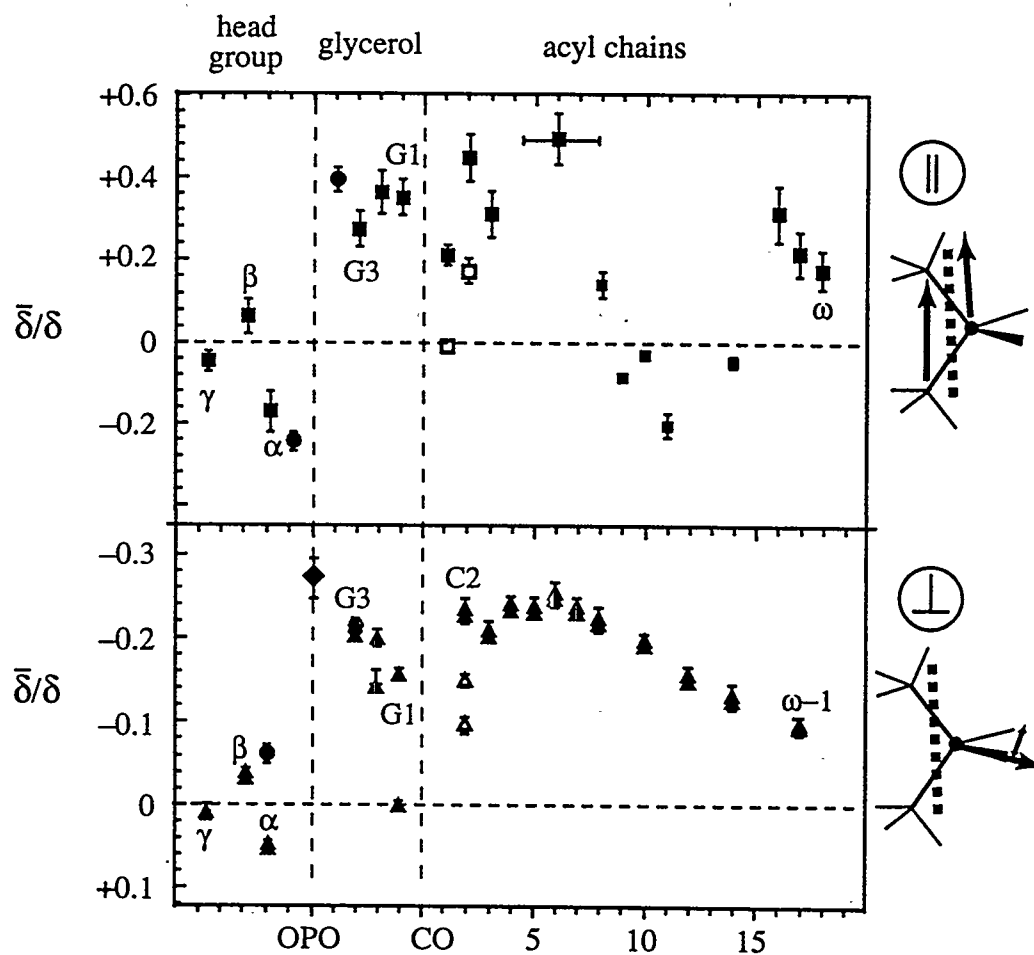 head
group
glycerol
acyl chains
+0.6
+0.4
+0.2
0
−0.2
δ̄/δ
γ
β
α
G3
G1
ω
||
−0.3
−0.2
−0.1
0
+0.1
δ̄/δ
γ
β
α
G3
G1
C2
ω−1
⊥
OPO
CO
5
10
15